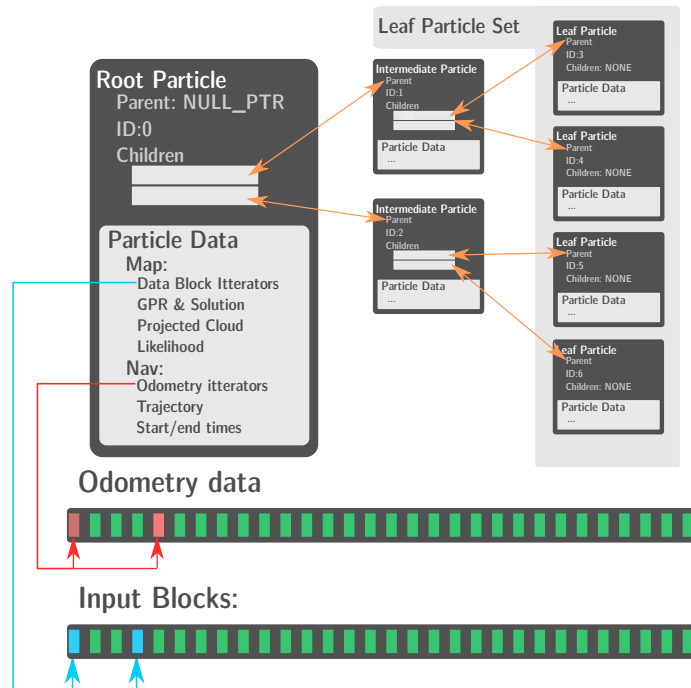 Leaf Particle Set
Root Particle
Parent: NULL_PTR
ID:0
Children
Particle Data
Map:
Data Block Itterators
GPR & Solution
Projected Cloud
Likelihood
Nav:
Odometry itterators
Trajectory
Start/end times
Intermediate Particle
Parent
ID:1
Children
Particle Data
...
Intermediate Particle
Parent
ID:2
Children
Particle Data
...
Leaf Particle
Parent
ID:3
Children: NONE
Particle Data
...
Leaf Particle
Parent
ID:4
Children: NONE
Particle Data
...
Leaf Particle
Parent
ID:5
Children: NONE
Particle Data
...
Leaf Particle
Parent
ID:6
Children: NONE
Particle Data
...
Odometry data
Input Blocks: